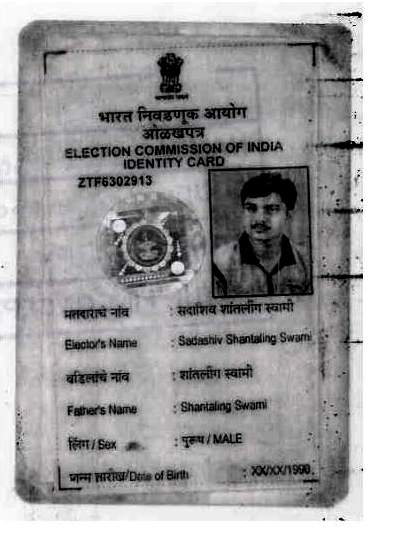 भारत निवडणूक आयोग
ओळखपत्र
ELECTION COMMISSION OF INDIA
IDENTITY CARD
ZTF6302913
मतदाराचे नांव : सदाशिव शांतलींग स्वामी
Elector's Name : Sadashiv Shantaling Swami
वडिलांचे नांव : शांतलींग स्वामी
Father's Name : Shantaling Swami
लिंग / Sex : पुरूष / MALE
जन्म तारीख/Date of Birth : XX/XX/1990